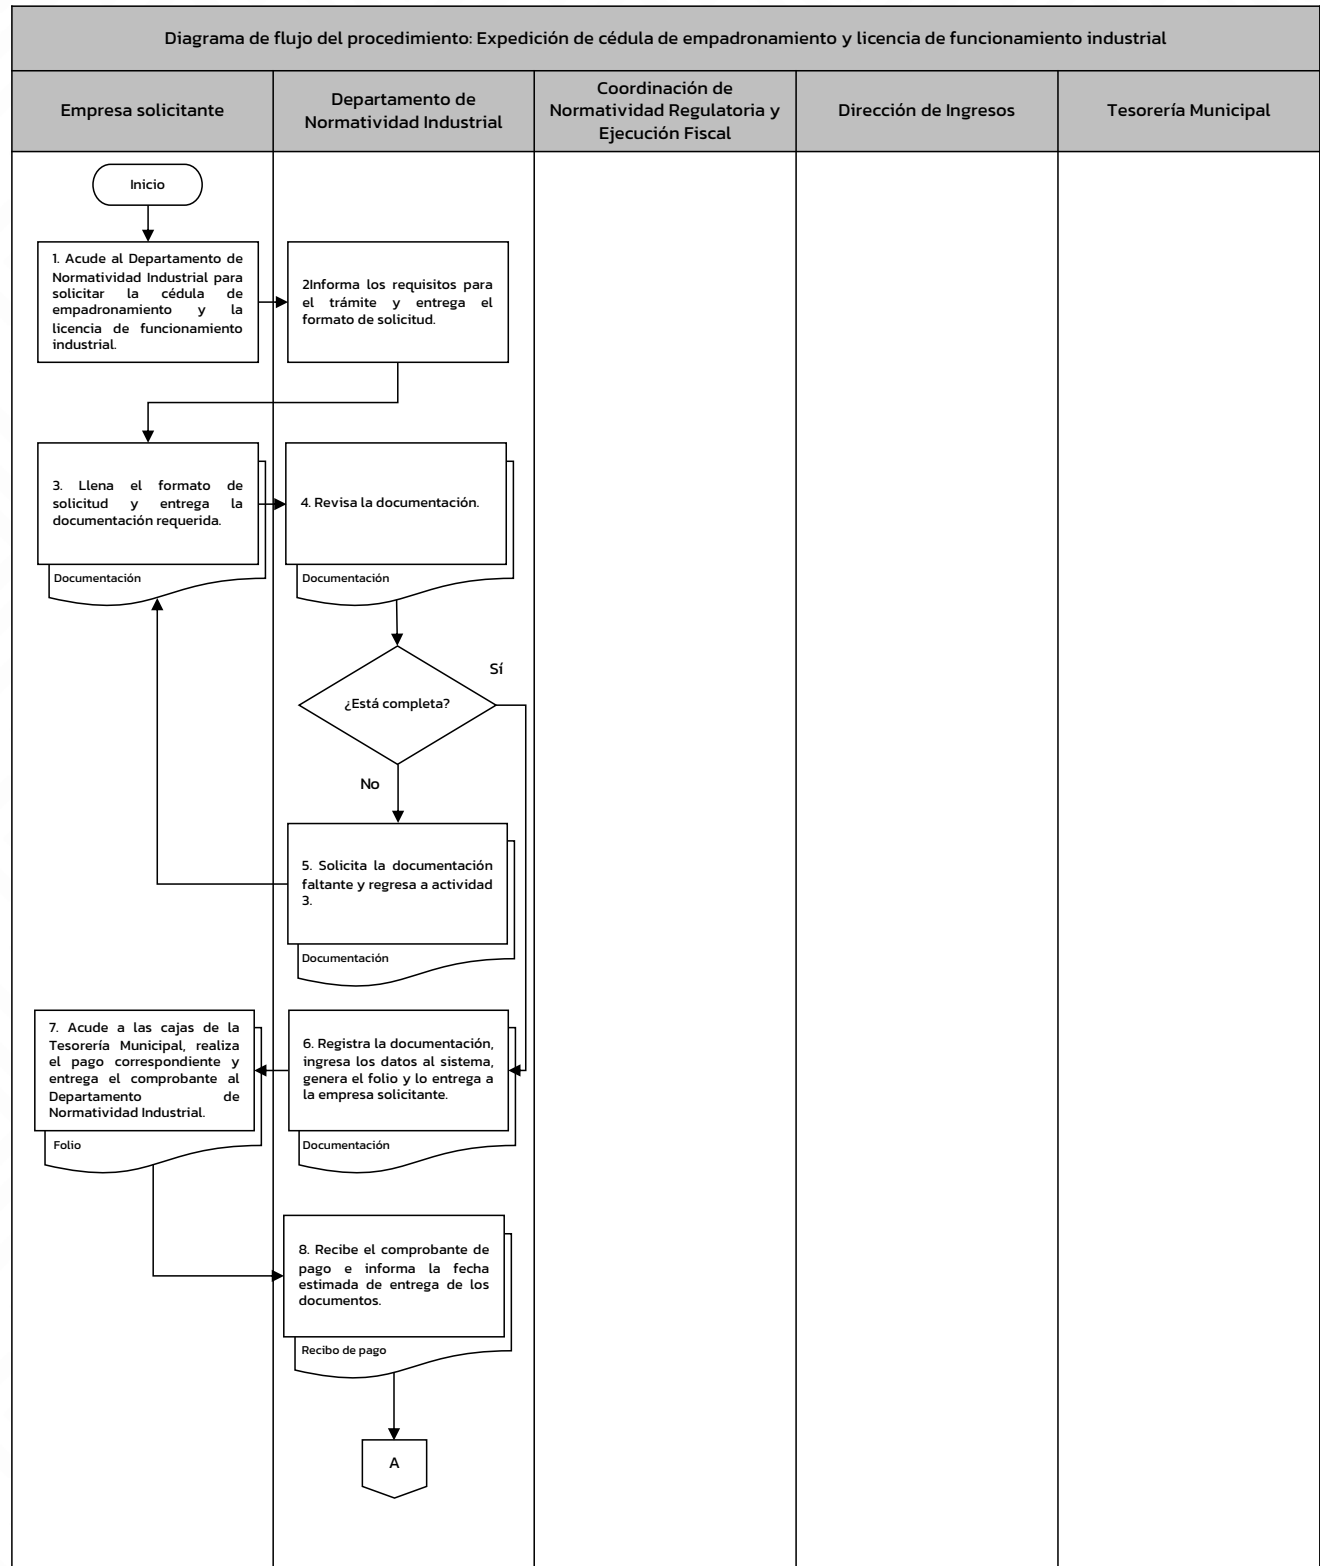 Diagrama de flujo del procedimiento: Expedición de cédula de empadronamiento y licencia de funcionamiento industrial
Empresa solicitante
Departamento de
Normatividad Industrial
Coordinación de
Normatividad Regulatoria y
Ejecución Fiscal
Dirección de Ingresos
Tesorería Municipal
Inicio
1. Acude al Departamento de
Normatividad Industrial para
solicitar la cédula de
empadronamiento y la
licencia de funcionamiento
industrial.
2Informa los requisitos para
el trámite y entrega el
formato de solicitud.
3. Llena el formato de
solicitud y entrega la
documentación requerida.
Documentación
4. Revisa la documentación.
Documentación
¿Está completa?
Sí
No
5. Solicita la documentación
faltante y regresa a actividad
3.
Documentación
6. Registra la documentación,
ingresa los datos al sistema,
genera el folio y lo entrega a
la empresa solicitante.
Documentación
7. Acude a las cajas de la
Tesorería Municipal, realiza
el pago correspondiente y
entrega el comprobante al
Departamento de
Normatividad Industrial.
Folio
8. Recibe el comprobante de
pago e informa la fecha
estimada de entrega de los
documentos.
Recibo de pago
A